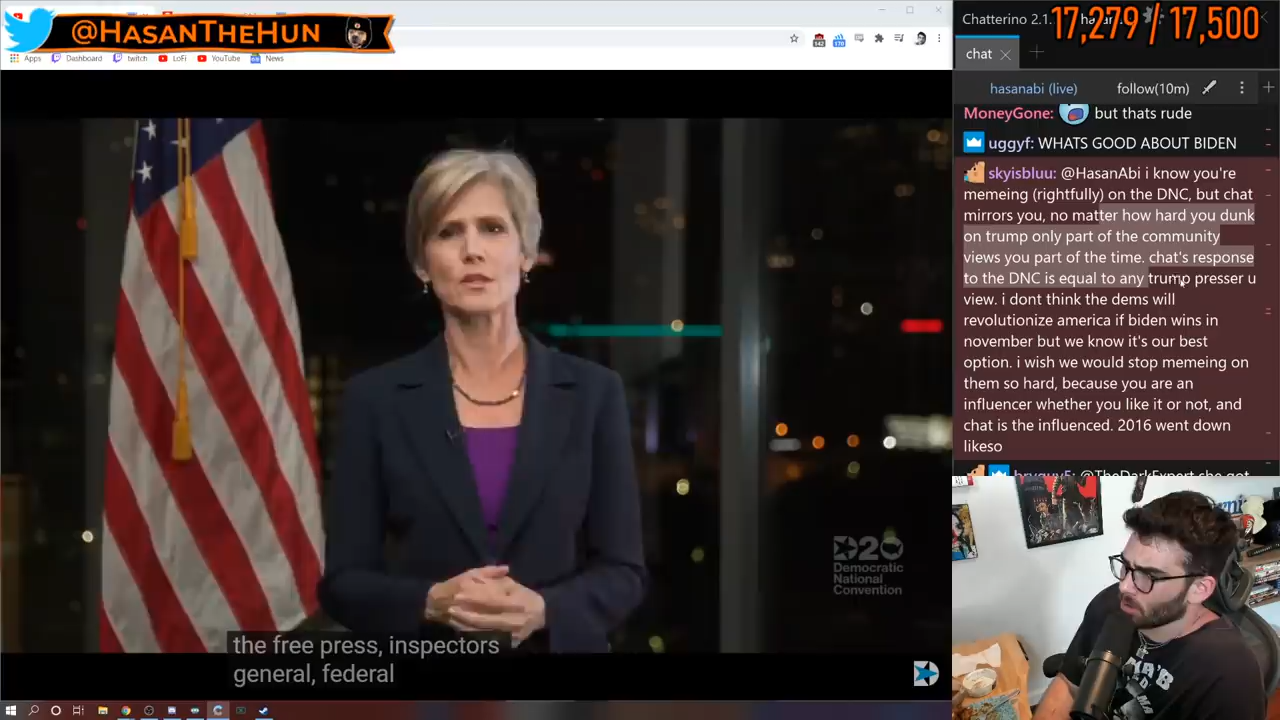 @HasanTheHun
Apps
Dashboard
twitch
LoFi
YouTube
News
142
170
the free press, inspectors
general, federal
D20
Democratic
National
Convention
Chatterino 2.1.
17,279 / 17,500
chat
hasanabi (live)
follow(10m)
MoneyGone: but thats rude
uggyf: WHATS GOOD ABOUT BIDEN
skyisbluu: @HasanAbi i know you're
memeing (rightfully) on the DNC, but chat
mirrors you, no matter how hard you dunk
on trump only part of the community
views you part of the time. chat's response
to the DNC is equal to any trump presser u
view. i dont think the dems will
revolutionize america if biden wins in
november but we know it's our best
option. i wish we would stop memeing on
them so hard, because you are an
influencer whether you like it or not, and
chat is the influenced. 2016 went down
likeso